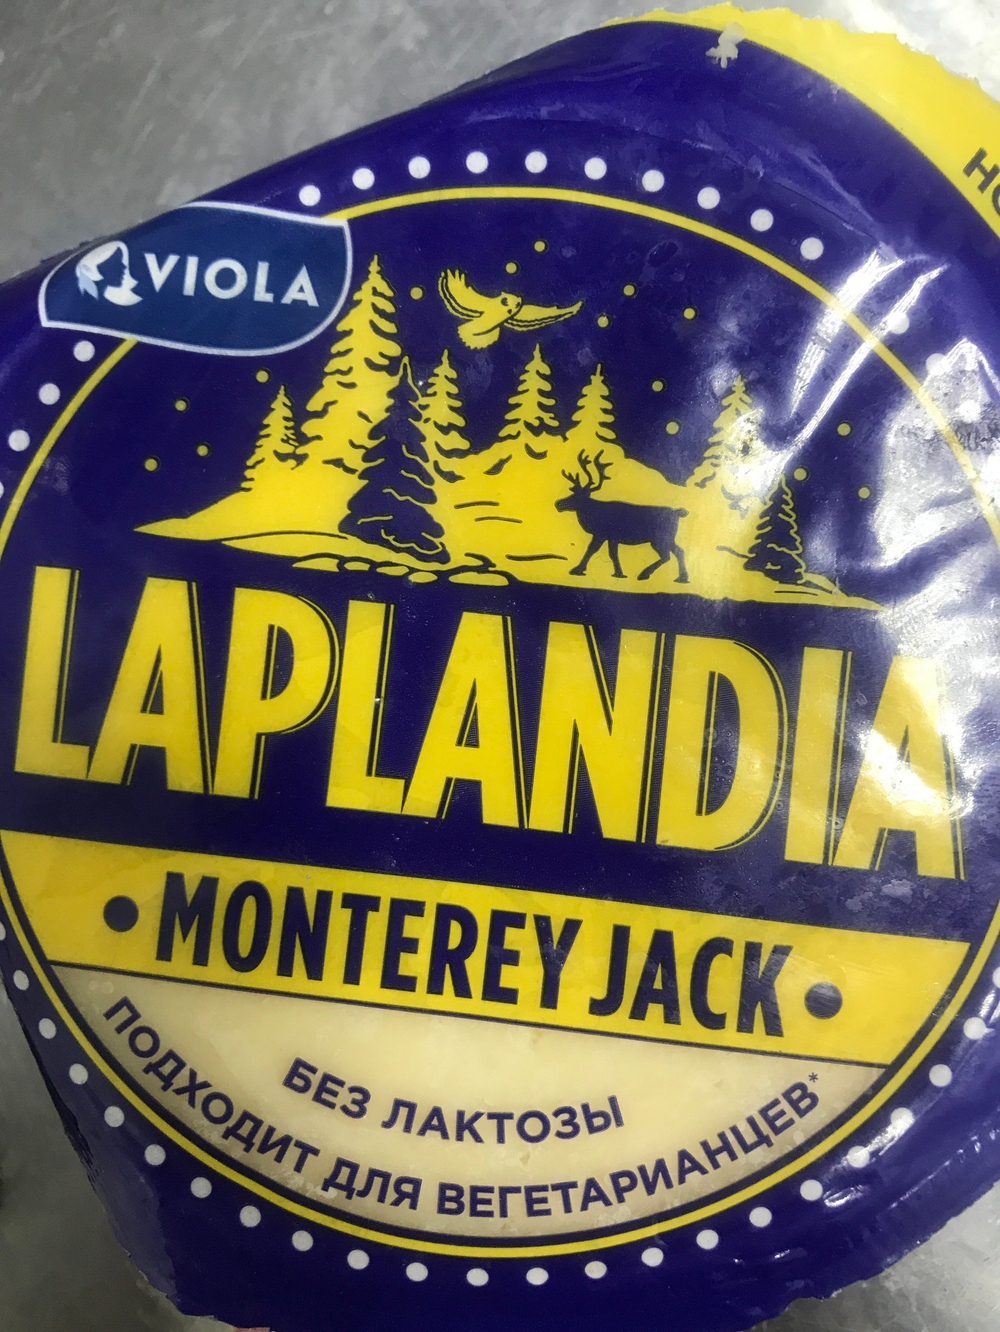 VIOLA
LAPLANDIA
• MONTEREY JACK •
БЕЗ ЛАКТОЗЫ
ПОДХОДИТ ДЛЯ ВЕГЕТАРИАНЦЕВ*